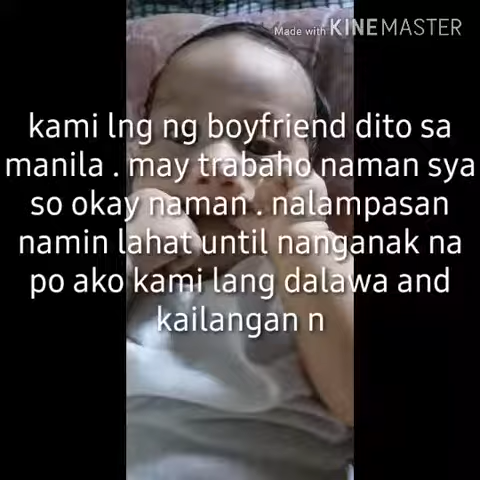 Made with KINEMASTER
kami lng ng boyfriend dito sa
manila . may trabaho naman sya
so okay naman . nalampasan
namin lahat until nanganak na
po ako kami lang dalawa and
kailangan n